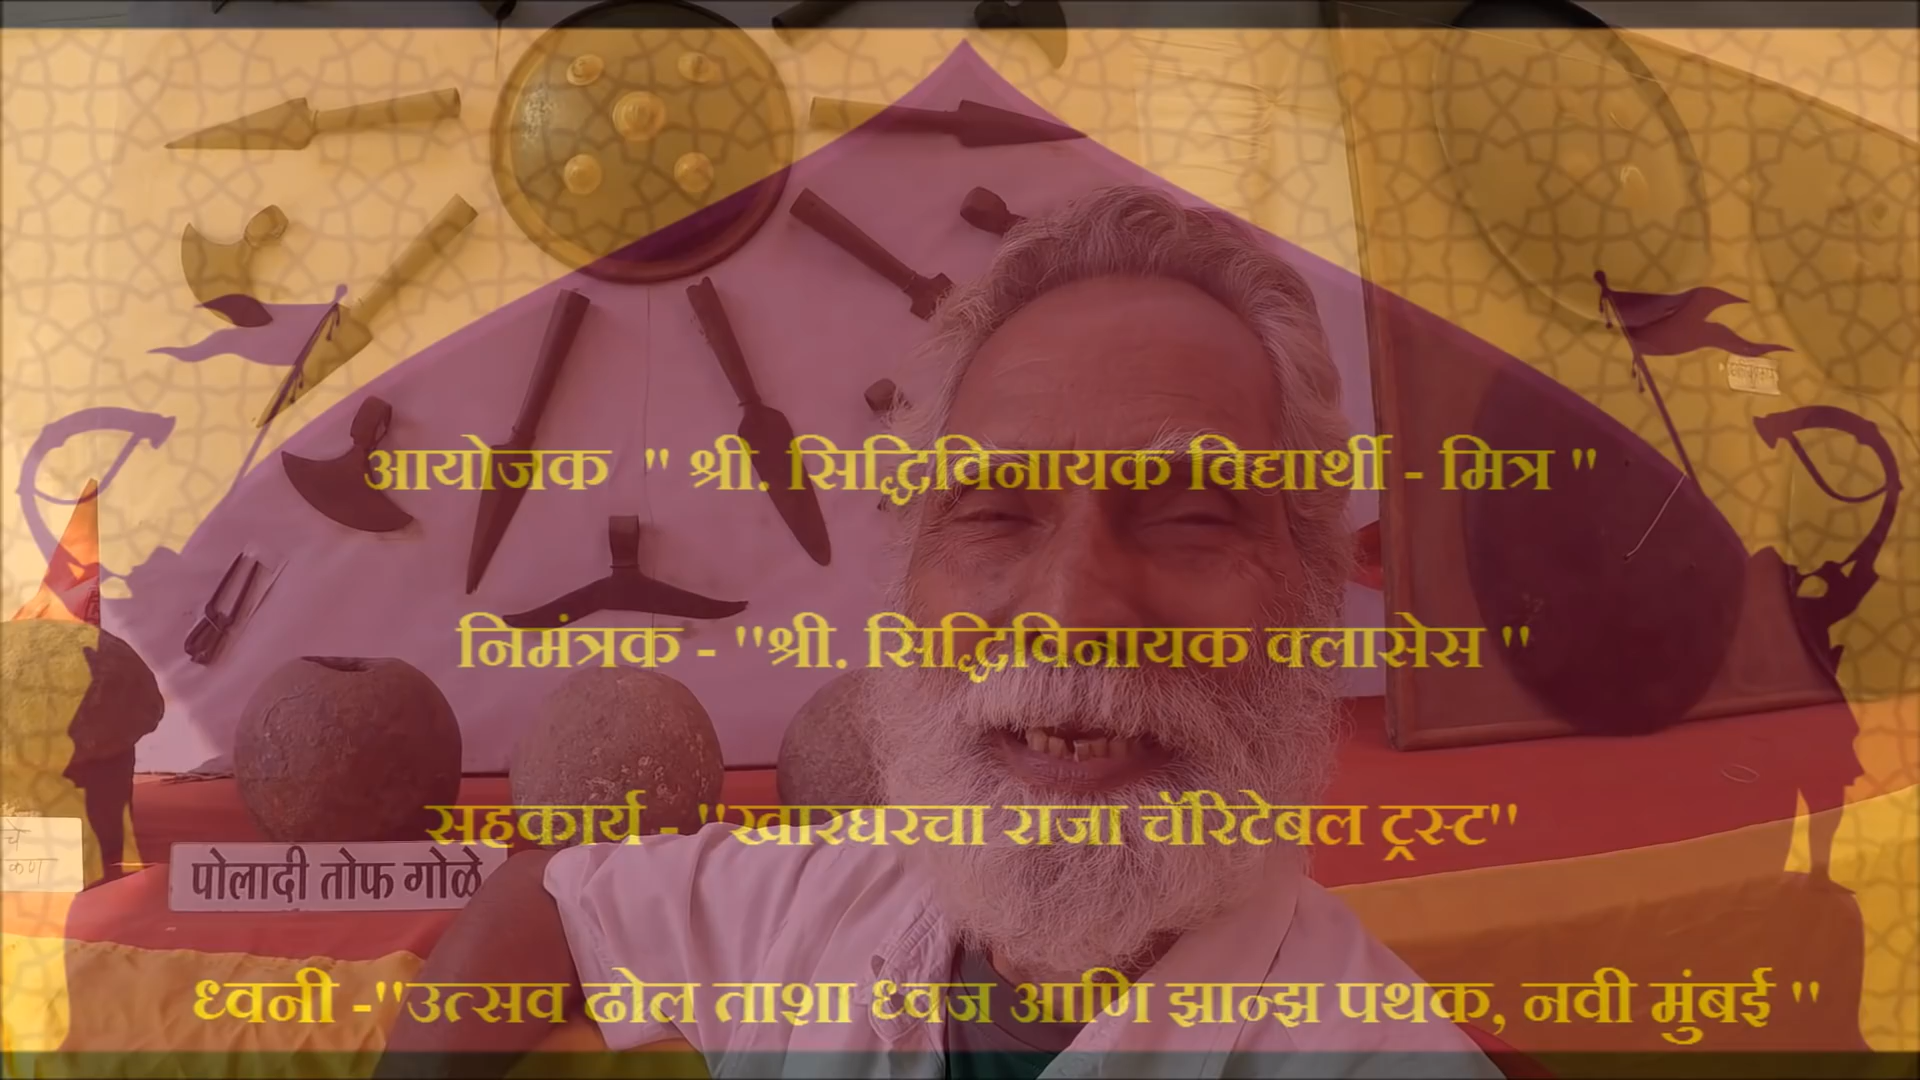 आयोजक " श्री. सिद्धिविनायक विद्यार्थी - मित्र "
निमंत्रक - "श्री. सिद्धिविनायक क्लासेस "
सहकार्य - "खारघरचा राजा चॅरिटेबल ट्रस्ट"
पोलादी तोफ गोळे
ध्वनी -"उत्सव ढोल ताशा ध्वज आणि झान्झ पथक, नवी मुंबई "